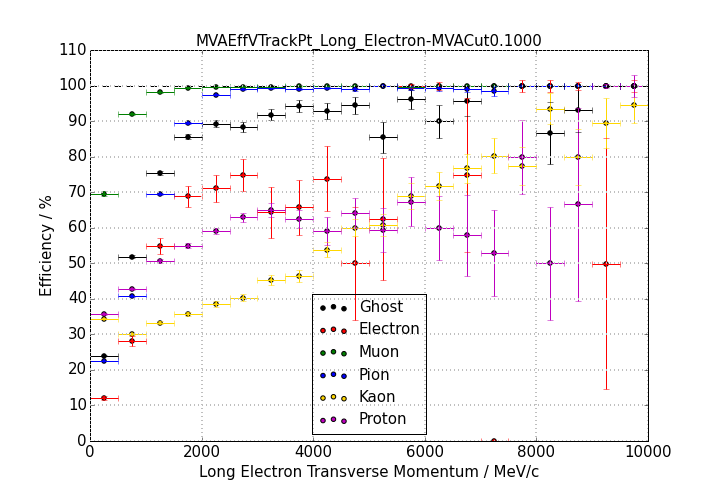 MVAEffVTrackPt_Long_Electron-MVACut0.1000
110
100
90
80
70
60
50
40
30
20
10
0
Efficiency / %
Ghost
Electron
Muon
Pion
Kaon
Proton
0 2000 4000 6000 8000 10000
Long Electron Transverse Momentum / MeV/c